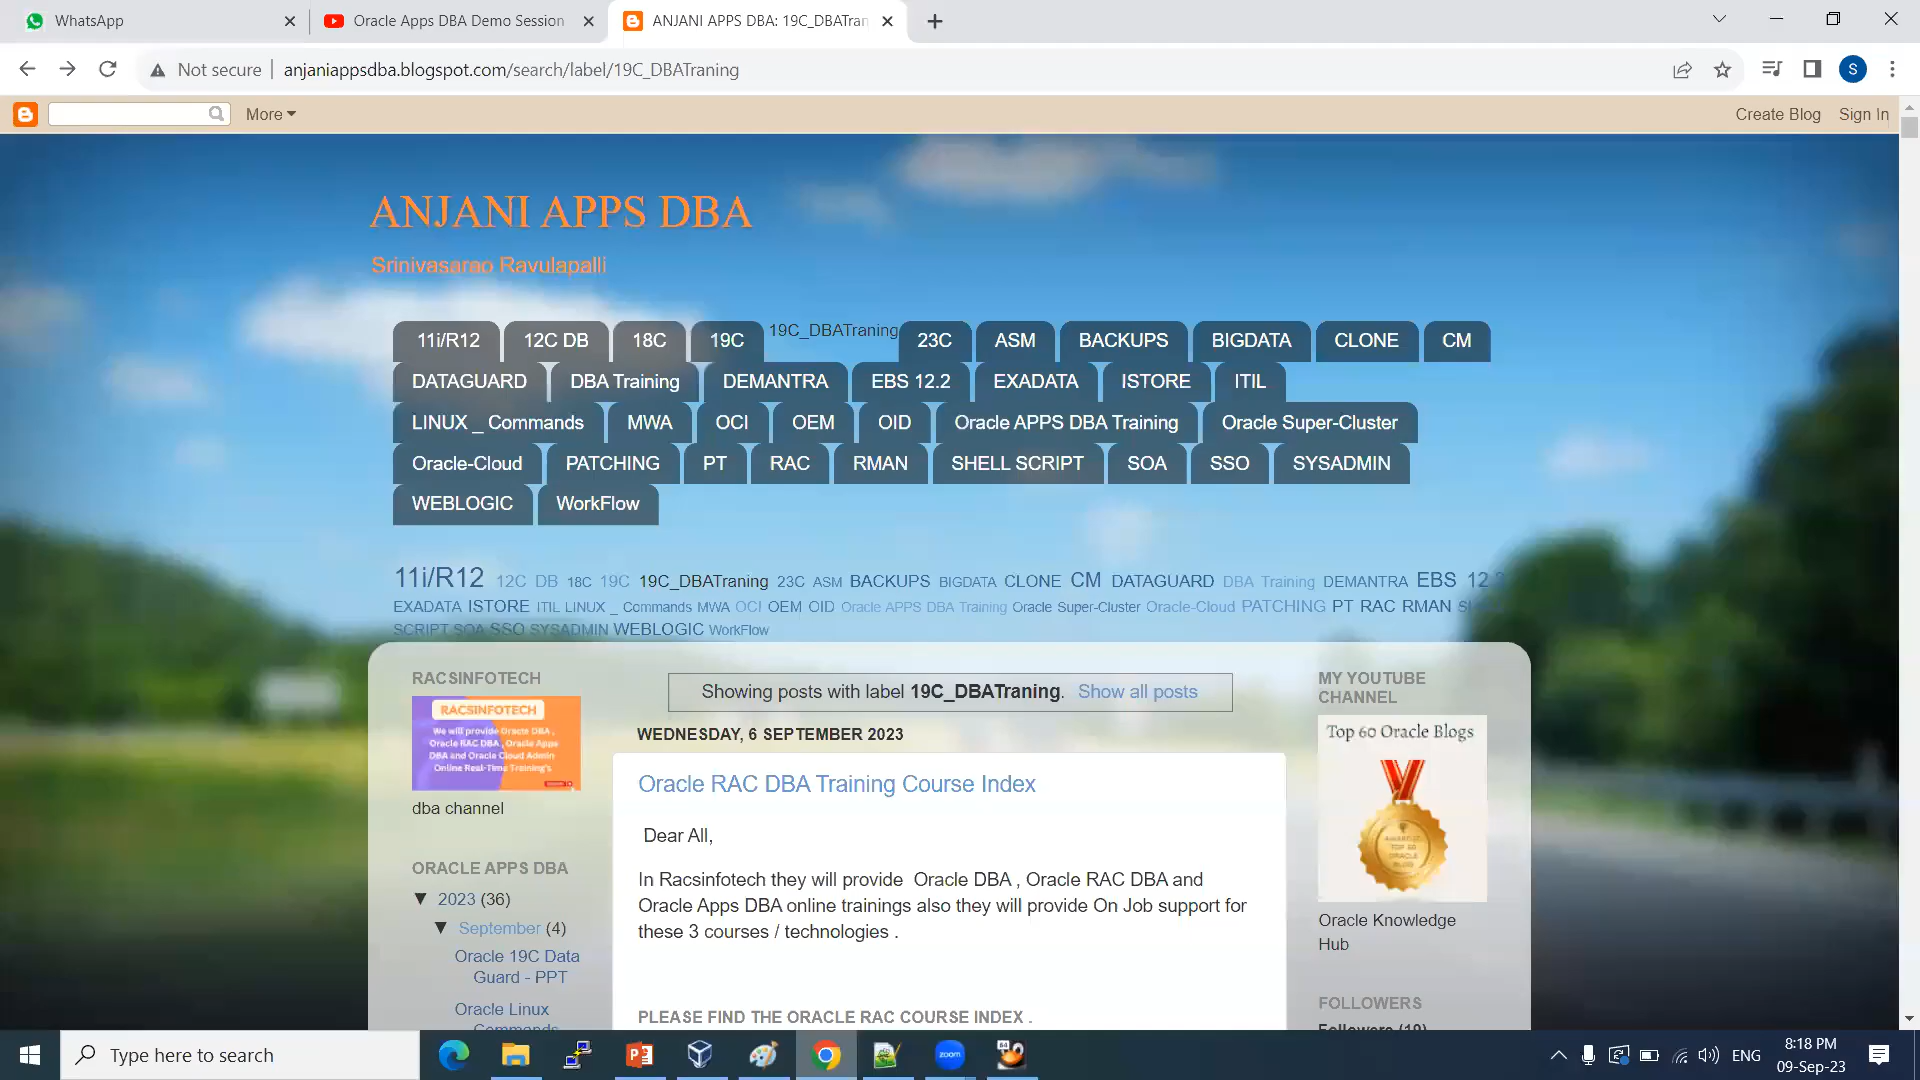 WhatsApp
Oracle Apps DBA Demo Session
ANJANI APPS DBA: 19C_DBATran
Not secure
anjaniappsdba.blogspot.com/search/label/19C_DBATraning
S
More
Create Blog
Sign In
ANJANI APPS DBA
Srinivasarao Ravulapalli
11i/R12 12C DB 18C 19C 19C_DBATraning 23C ASM BACKUPS BIGDATA CLONE CM
DATAGUARD DBA Training DEMANTRA EBS 12.2 EXADATA ISTORE ITIL
LINUX _ Commands MWA OCI OEM OID Oracle APPS DBA Training Oracle Super-Cluster
Oracle-Cloud PATCHING PT RAC RMAN SHELL SCRIPT SOA SSO SYSADMIN
WEBLOGIC WorkFlow
11i/R12 12C DB 18C 19C 19C_DBATraning 23C ASM BACKUPS BIGDATA CLONE CM DATAGUARD DBA Training DEMANTRA EBS 12.2
EXADATA ISTORE ITIL LINUX _ Commands MWA OCI OEM OID Oracle APPS DBA Training Oracle Super-Cluster Oracle-Cloud PATCHING PT RAC RMAN
SCRIPT SOA SSO SYSADMIN WEBLOGIC WorkFlow
RACSINFOTECH
RACSINFOTECH
We will provide Oracle DBA ,
Oracle RAC DBA , Oracle Apps
DBA and Oracle Cloud Admin
Online Real-Time Training's
dba channel
ORACLE APPS DBA
▼ 2023 (36)
▼ September (4)
Oracle 19C Data
Guard - PPT
Oracle Linux
Commands
Showing posts with label 19C_DBATraning. Show all posts
WEDNESDAY, 6 SEPTEMBER 2023
Oracle RAC DBA Training Course Index
Dear All,
In Racsinfotech they will provide Oracle DBA , Oracle RAC DBA and
Oracle Apps DBA online trainings also they will provide On Job support for
these 3 courses / technologies .
PLEASE FIND THE ORACLE RAC COURSE INDEX .
MY YOUTUBE
CHANNEL
Top 60 Oracle Blogs
Oracle Knowledge
Hub
FOLLOWERS
Followers (19)
Type here to search
zoom
64
ENG
8:18 PM
09-Sep-23